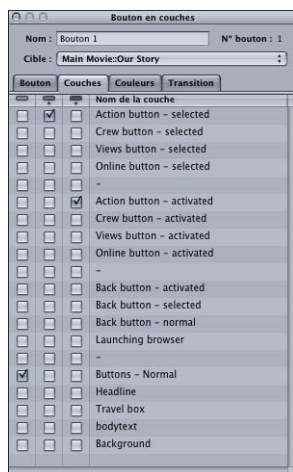 Bouton en couches
Nom : Bouton 1 N° bouton : 1
Cible : Main Movie::Our Story
Bouton Couches Couleurs Transition
Nom de la couche
Action button – selected
Crew button – selected
Views button – selected
Online button – selected
–
Action button – activated
Crew button – activated
Views button – activated
Online button – activated
–
Back button – activated
Back button – selected
Back button – normal
Launching browser
–
Buttons – Normal
Headline
Travel box
bodytext
Background